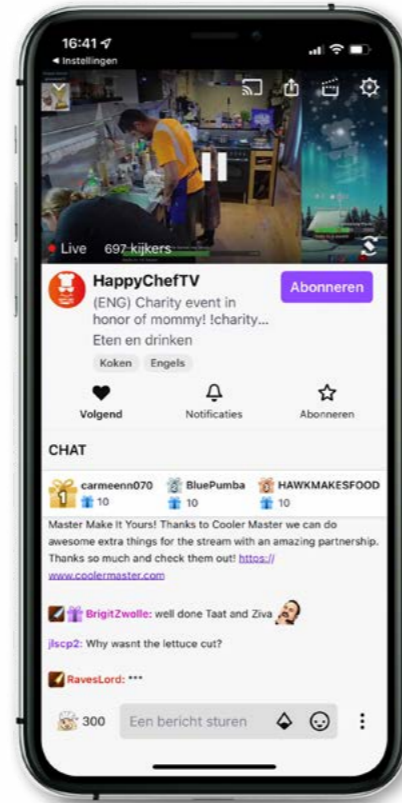 16:41
◀ Instellingen
Live 697 kijkers
HappyChefTV
Abonneren
(ENG) Charity event in
honor of mommy! !charity...
Eten en drinken
Koken Engels
Volgend Notificaties Abonneren
CHAT
1 carmeenn070 2 BluePumba 3 HAWKMAKESFOOD
10 10 10
Master Make It Yours! Thanks to Cooler Master we can do
awesome extra things for the stream with an amazing partnership.
Thanks so much and check them out! https://
www.coolermaster.com
BrigitZwolle: well done Taat and Ziva
jlscp2: Why wasnt the lettuce cut?
RavesLord: ***
300 Een bericht sturen